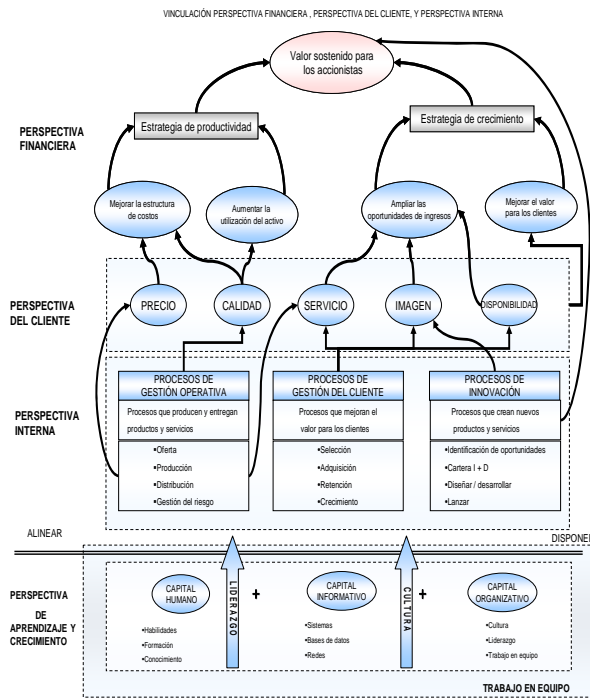 VINCULACIÓN PERSPECTIVA FINANCIERA , PERSPECTIVA DEL CLIENTE, Y PERSPECTIVA INTERNA
Valor sostenido para
los accionistas
PERSPECTIVA
FINANCIERA
Estrategia de productividad
Estrategia de crecimiento
Mejorar la estructura
de costos
Aumentar la
utilización del activo
Ampliar las
oportunidades de ingresos
Mejorar el valor
para los clientes
PERSPECTIVA
DEL CLIENTE
PRECIO
CALIDAD
SERVICIO
IMAGEN
DISPONIBILIDAD
PERSPECTIVA
INTERNA
PROCESOS DE
GESTIÓN OPERATIVA
Procesos que producen y entregan
productos y servicios
•Oferta
•Producción
•Distribución
•Gestión del riesgo
PROCESOS DE
GESTIÓN DEL CLIENTE
Procesos que mejoran el
valor para los clientes
•Selección
•Adquisición
•Retención
•Crecimiento
PROCESOS DE
INNOVACIÓN
Procesos que crean nuevos
productos y servicios
•Identificación de oportunidades
•Cartera I + D
•Diseñar / desarrollar
•Lanzar
ALINEAR
DISPONER
PERSPECTIVA
DE
APRENDIZAJE Y
CRECIMIENTO
CAPITAL
HUMANO
•Habilidades
•Formación
•Conocimiento
LIDERAZGO
+
CAPITAL
INFORMATIVO
•Sistemas
•Bases de datos
•Redes
CULTURA
+
CAPITAL
ORGANIZATIVO
•Cultura
•Liderazgo
•Trabajo en equipo
TRABAJO EN EQUIPO